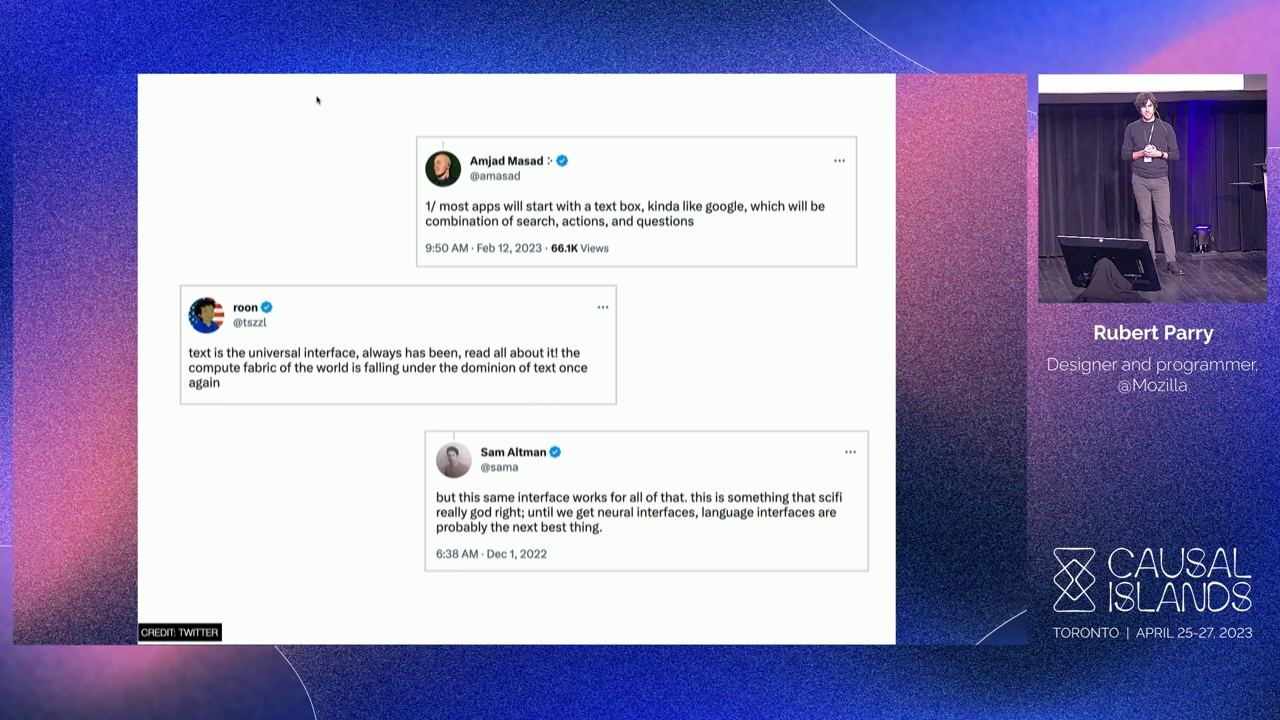 Amjad Masad
@amasad
1/ most apps will start with a text box, kinda like google, which will be
combination of search, actions, and questions
9:50 AM · Feb 12, 2023 · 66.1K Views
roon
@tszzl
text is the universal interface, always has been, read all about it! the
compute fabric of the world is falling under the dominion of text once
again
Sam Altman
@sama
but this same interface works for all of that. this is something that scifi
really god right; until we get neural interfaces, language interfaces are
probably the next best thing.
6:38 AM · Dec 1, 2022
CREDIT: TWITTER
Rubert Parry
Designer and programmer,
@Mozilla
CAUSAL
ISLANDS
TORONTO | APRIL 25-27, 2023